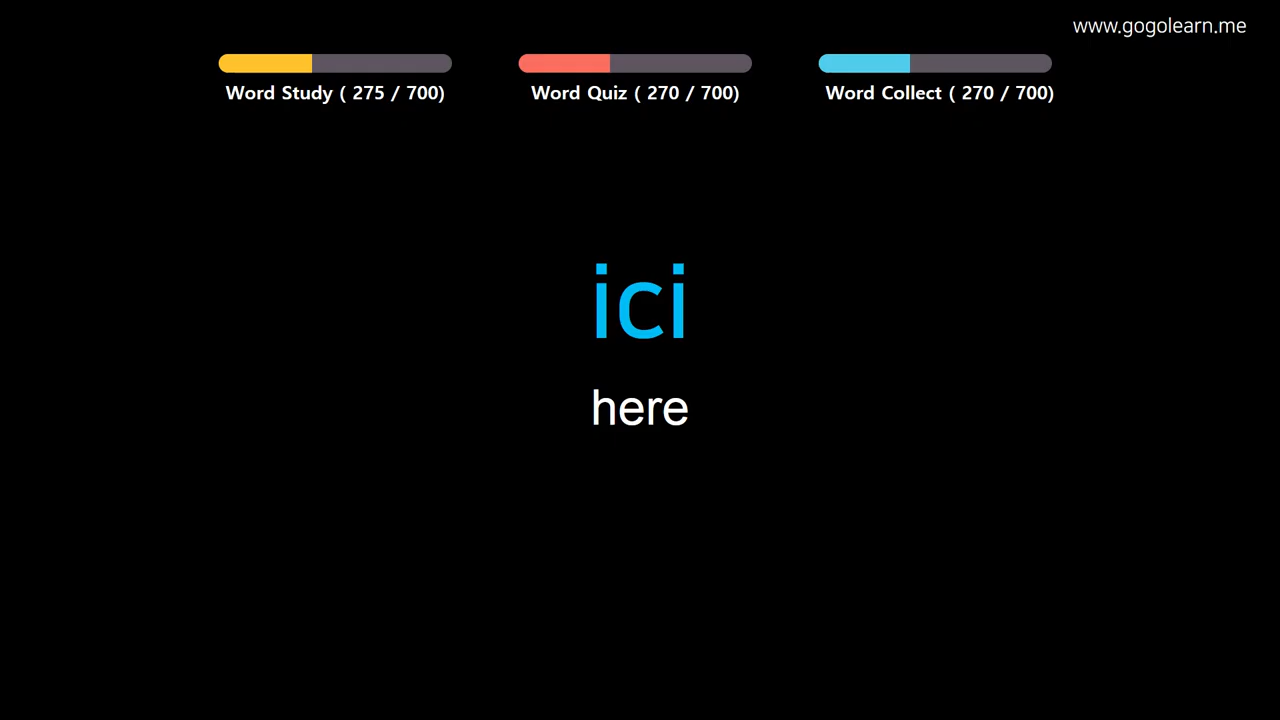 www.gogolearn.me
Word Study ( 275 / 700)
Word Quiz ( 270 / 700)
Word Collect ( 270 / 700)
ici
here